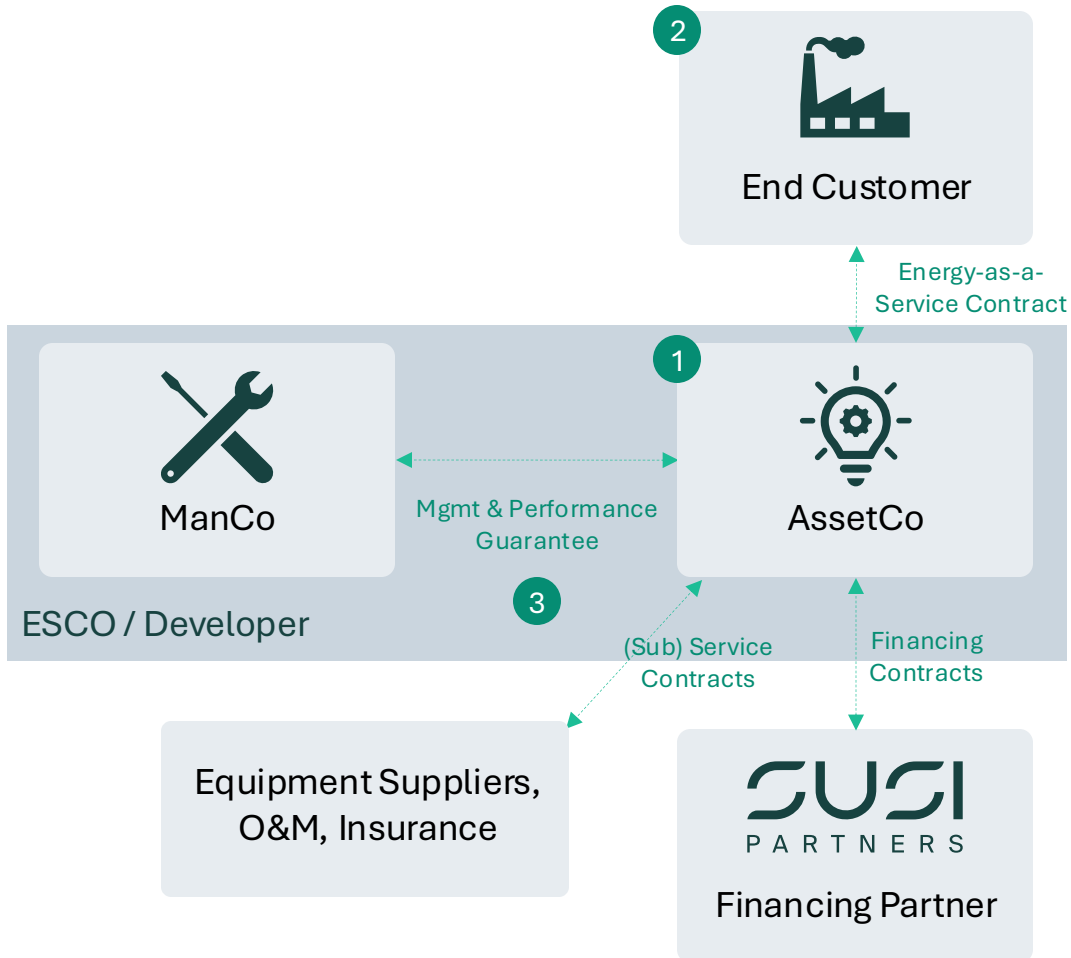 2
End Customer
Energy-as-a-
Service Contract
1
ManCo
Mgmt & Performance
Guarantee
AssetCo
3
ESCO / Developer
(Sub) Service
Contracts
Financing
Contracts
Equipment Suppliers,
O&M, Insurance
SUSI
PARTNERS
Financing Partner